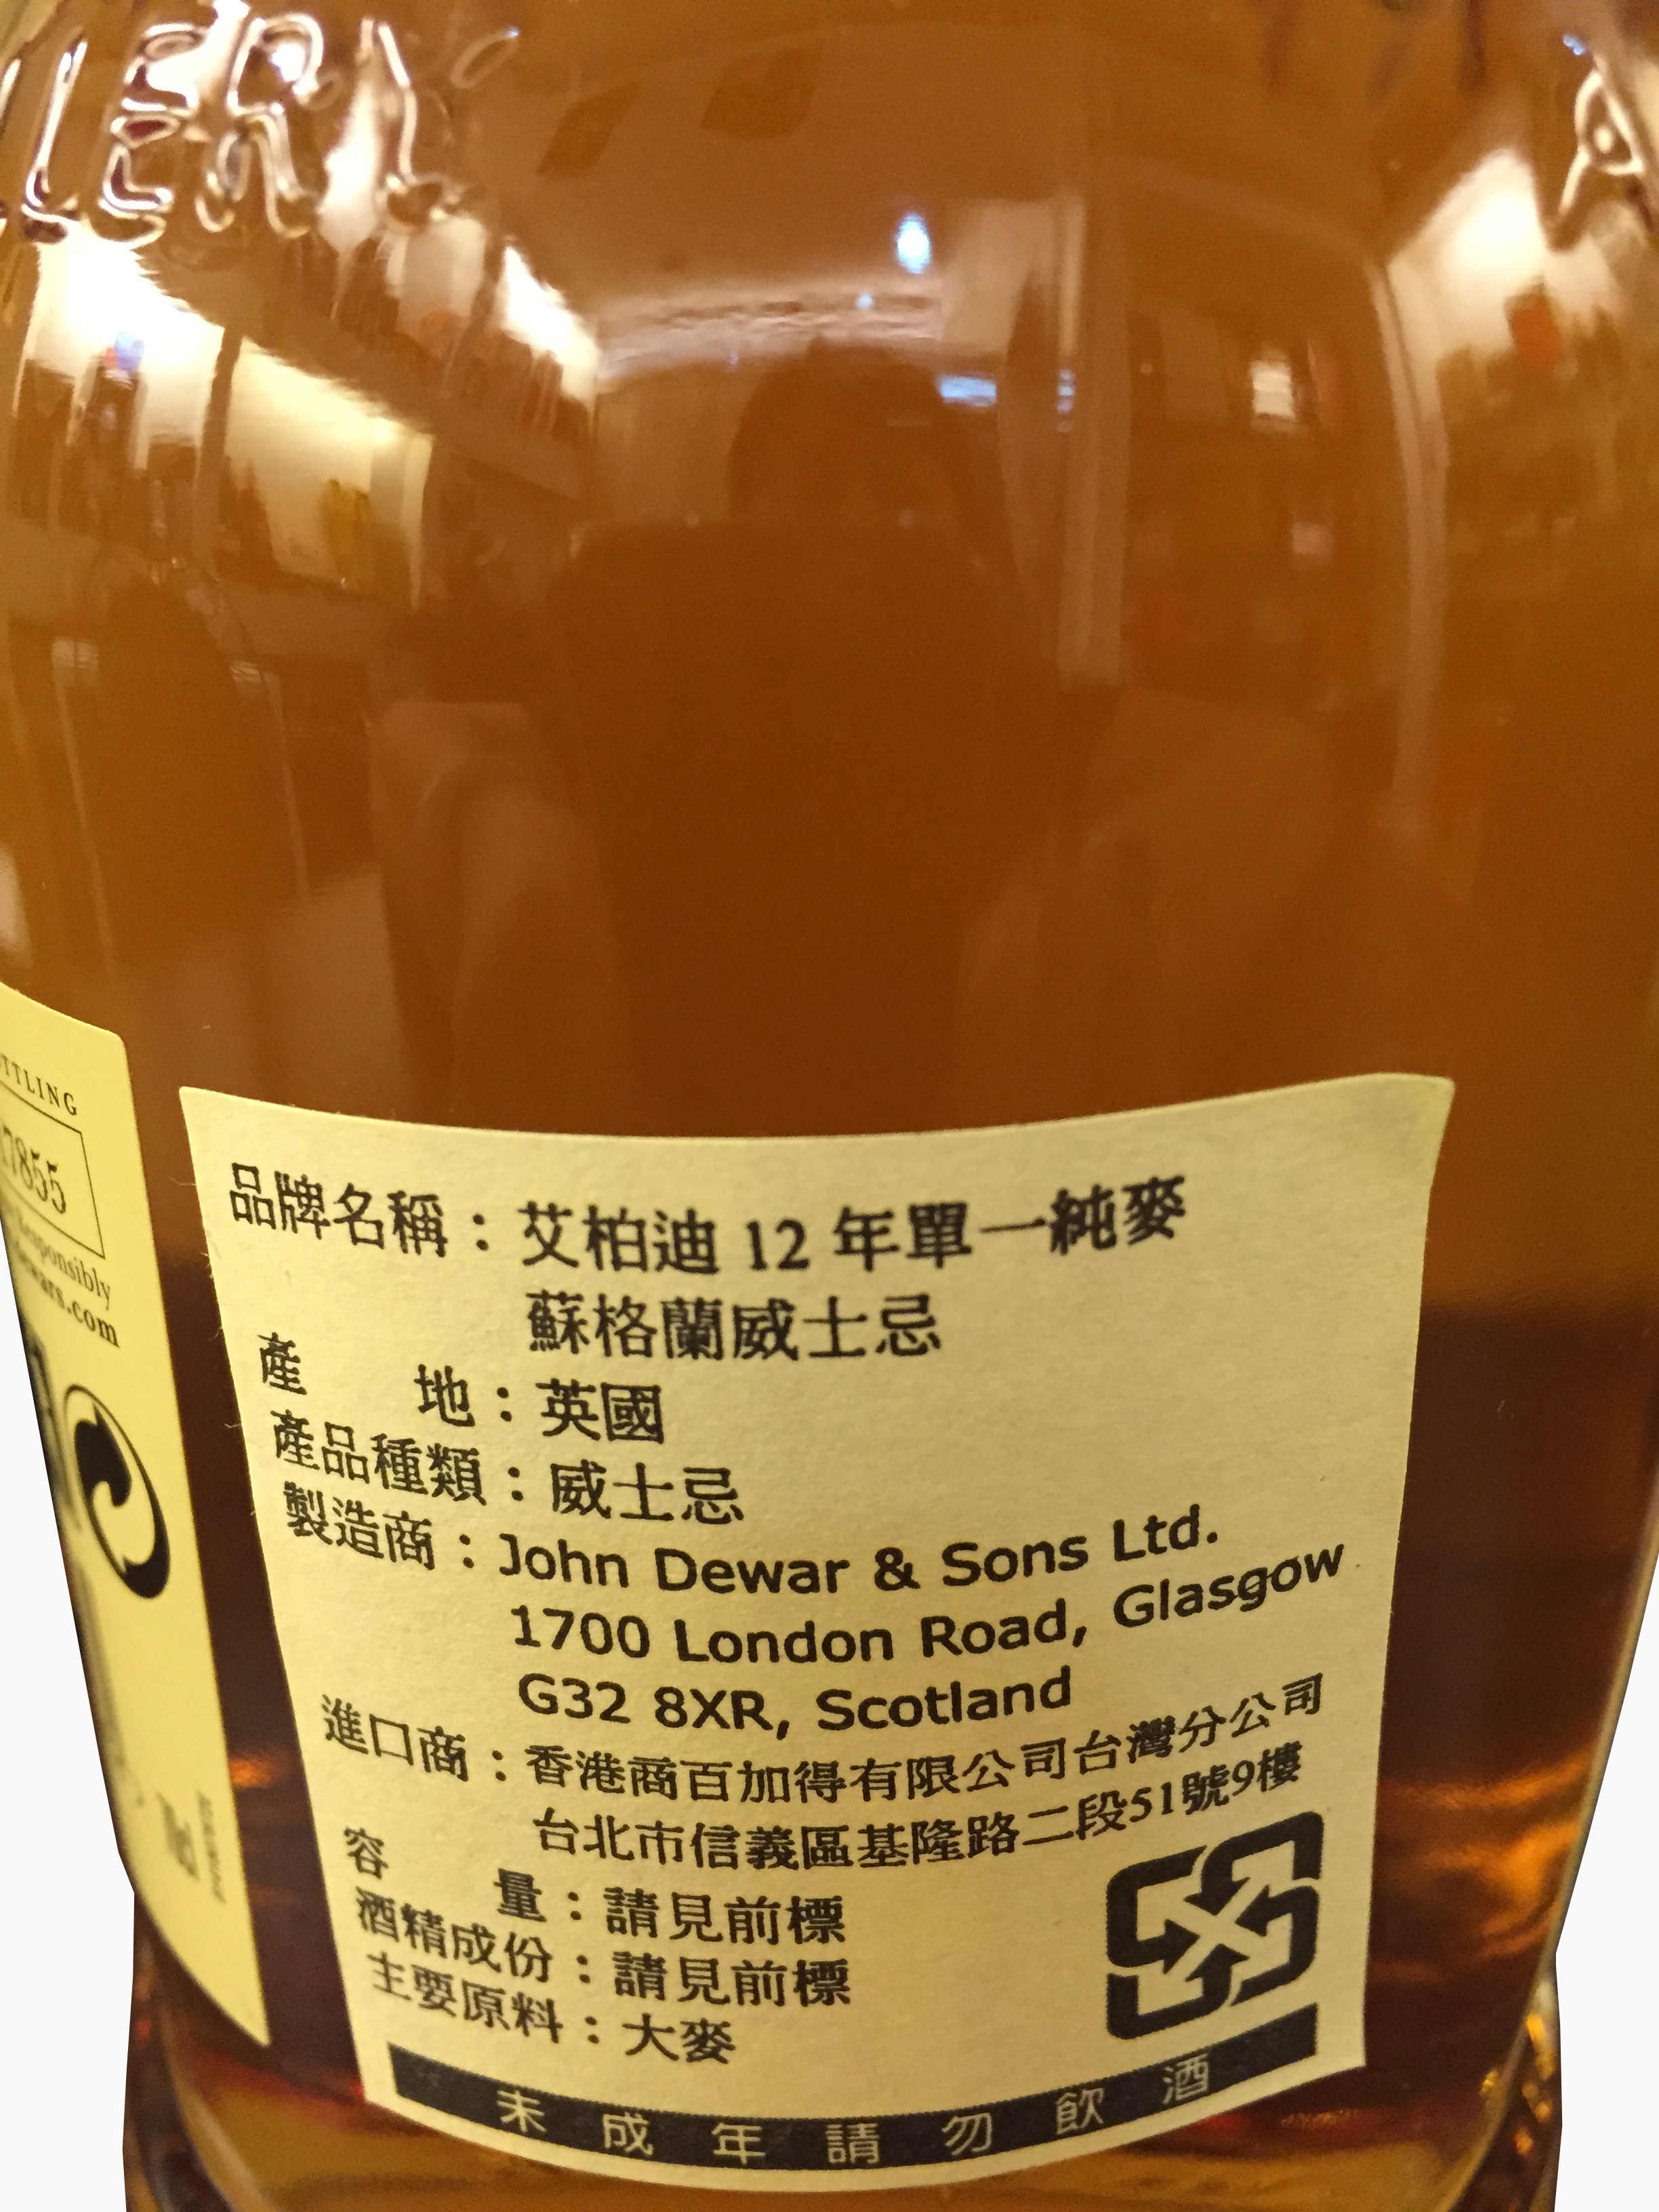 TTLING
7855
Responsibly
品牌名稱：艾柏迪 12 年單一純麥
蘇格蘭威士忌
產地：英國
產品種類：威士忌
製造商：John Dewar & Sons Ltd.
1700 London Road, Glasgow
G32 8XR, Scotland
進口商：香港商百加得有限公司台灣分公司
台北市信義區基隆路二段51號9樓
容量：請見前標
酒精成份：請見前標
主要原料：大麥
未成年請勿飲酒